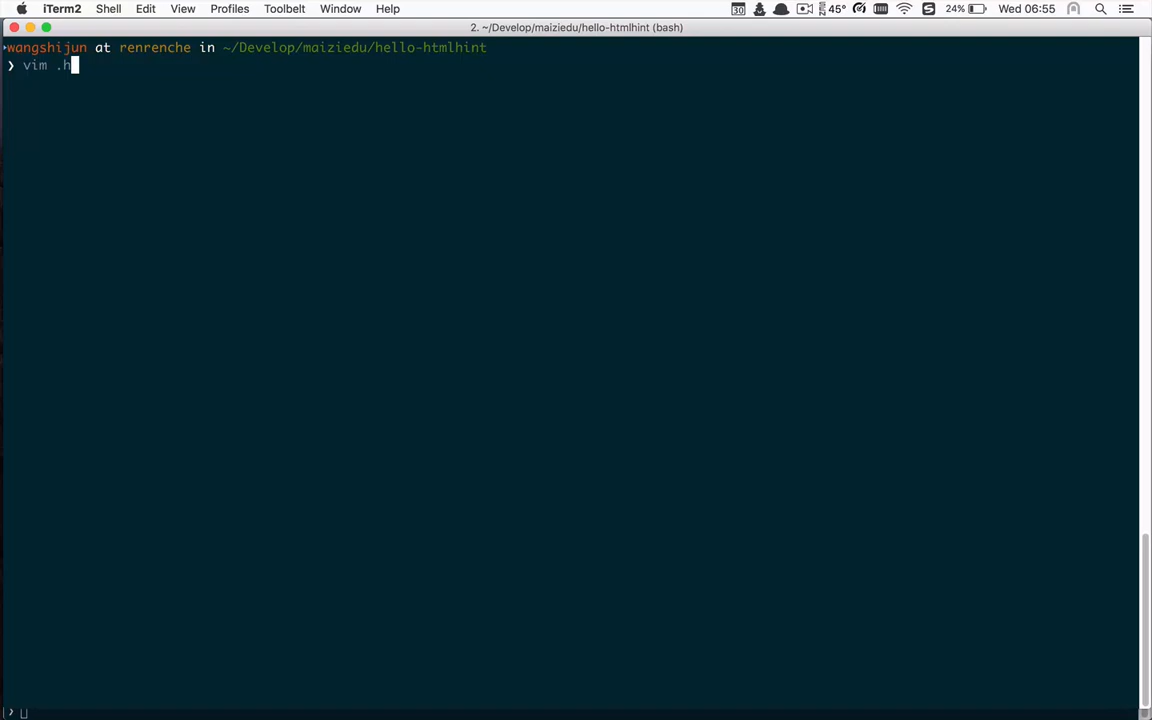 iTerm2 Shell Edit View Profiles Toolbelt Window Help 30 45° 24% Wed 06:55
2. ~/Develop/maiziedu/hello-htmlhint (bash)
wangshijun at renrenche in ~/Develop/maiziedu/hello-htmlhint
❯ vim .h
❯